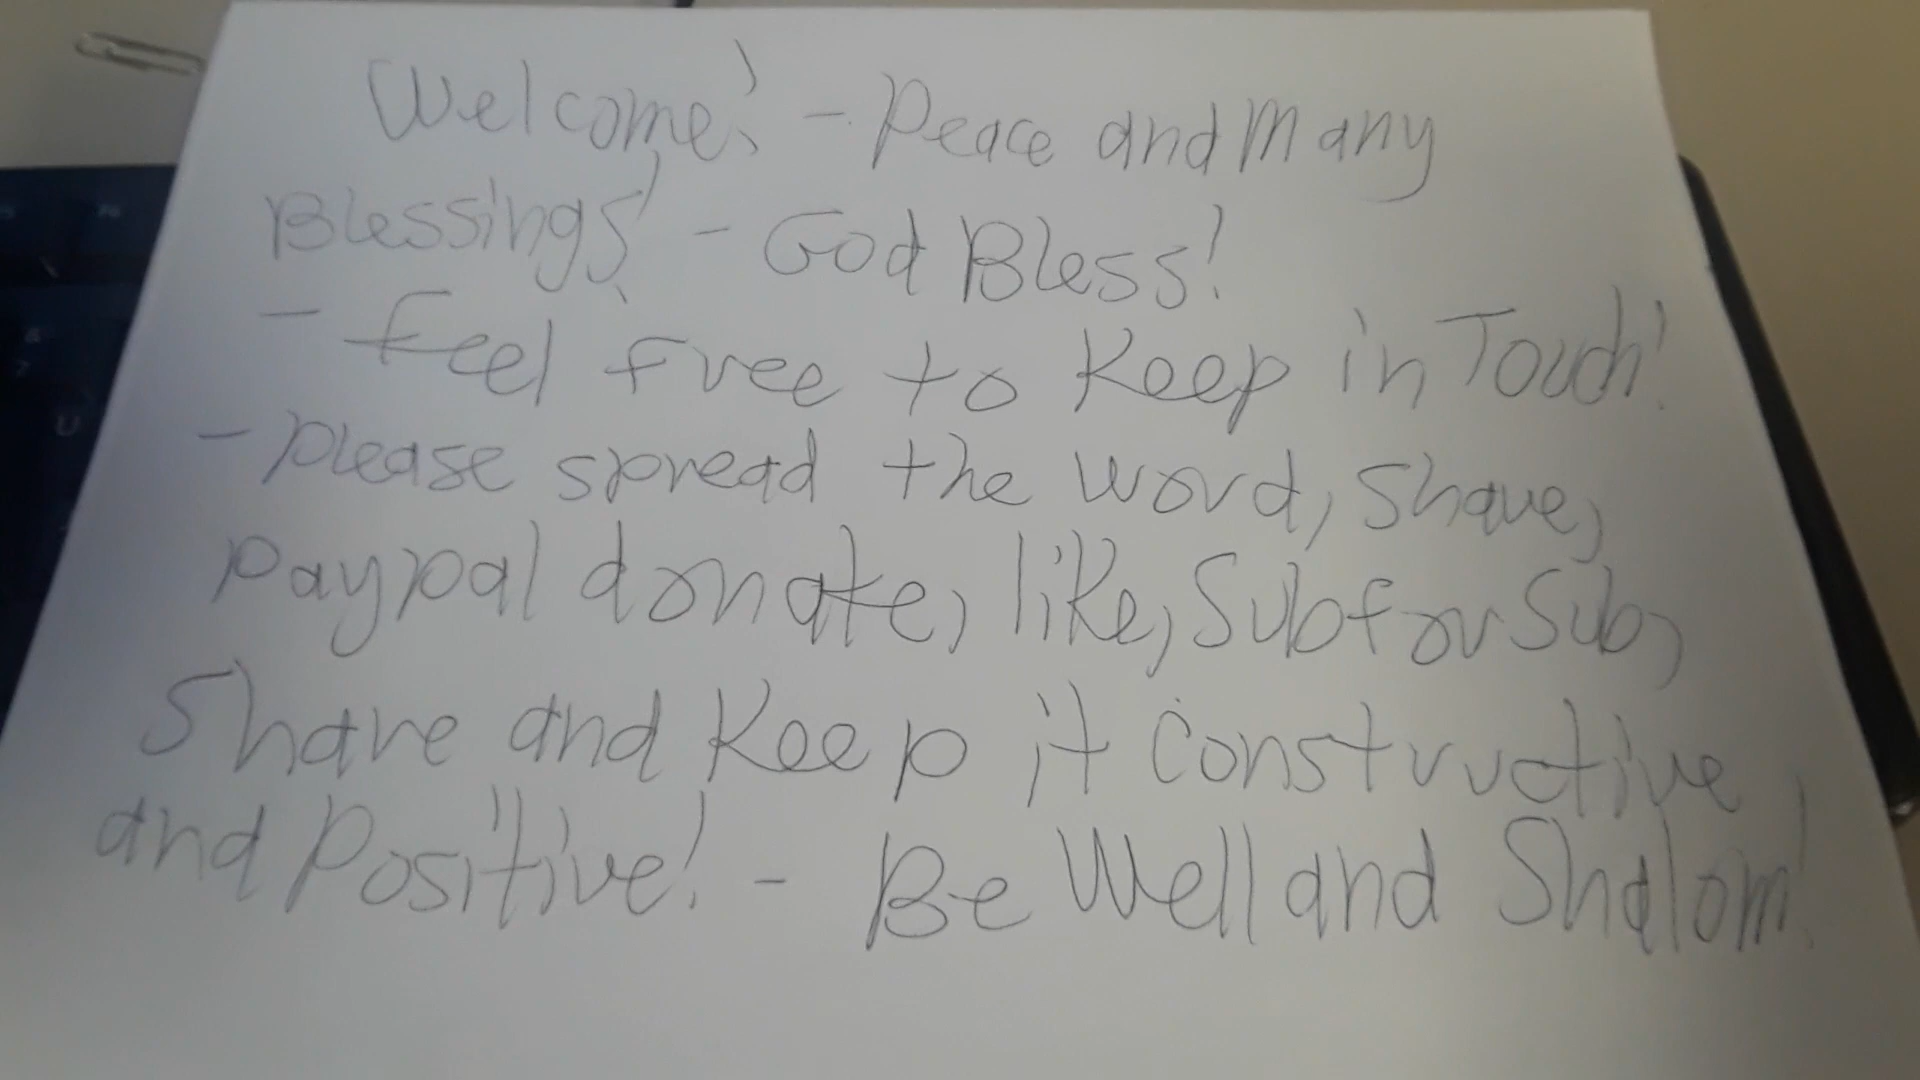 Welcome! - Peace and Many
Blessings! - God Bless!
- Feel free to Keep in Touch!
- Please spread the word, Share,
Paypal donate, like, Sub for Sub,
Share and Keep it Constructive
and Positive! - Be Well and Shalom!